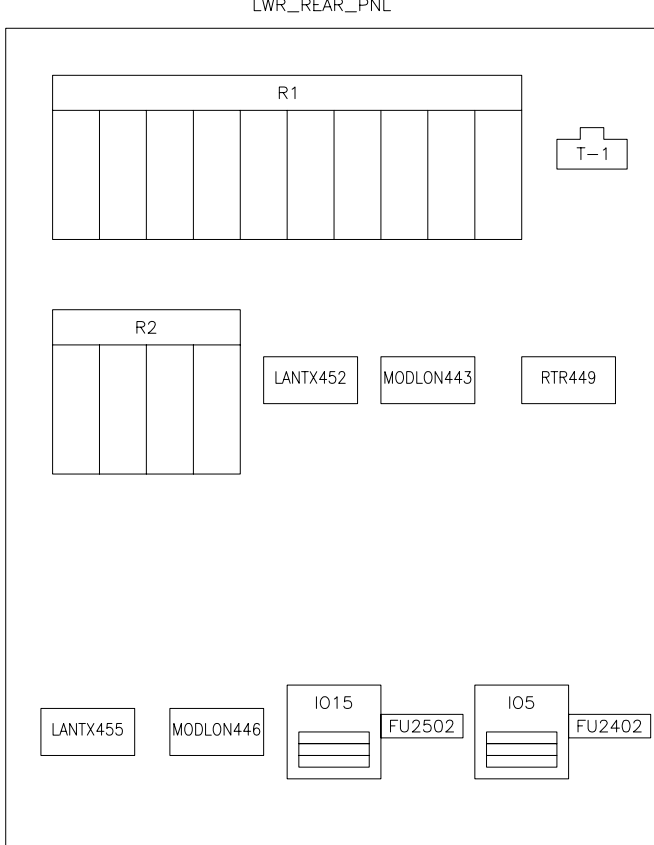 LWR_REAR_PNL
R1
T-1
R2
LANTX452
MODLON443
RTR449
IO15
IO5
FU2502
FU2402
LANTX455
MODLON446